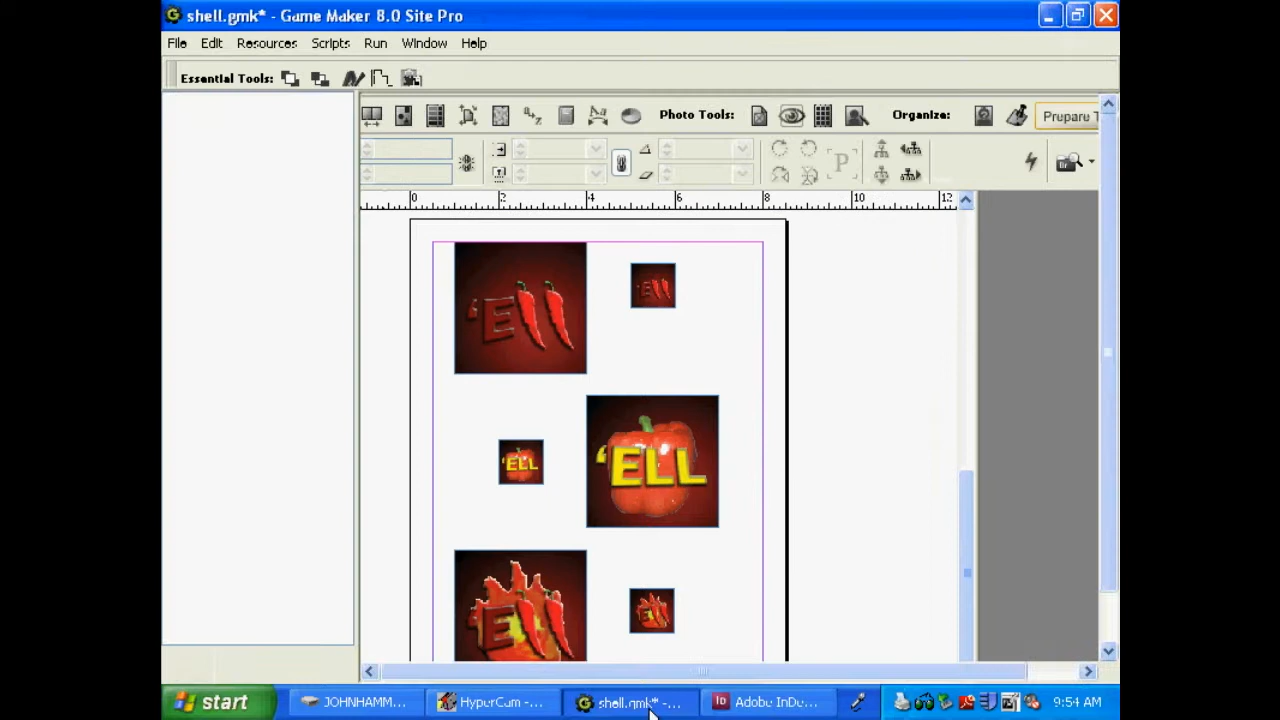 shell.gmk* - Game Maker 8.0 Site Pro
File Edit Resources Scripts Run Window Help
Essential Tools:
Photo Tools: Organize: Prepare T
P Br
0 2 4 6 8 10 12
'Ell
'ELL
'ELL
'Ell
start JOHNHAMM... HyperCam -... shell.gmk* -... Adobe InDe... 9:54 AM